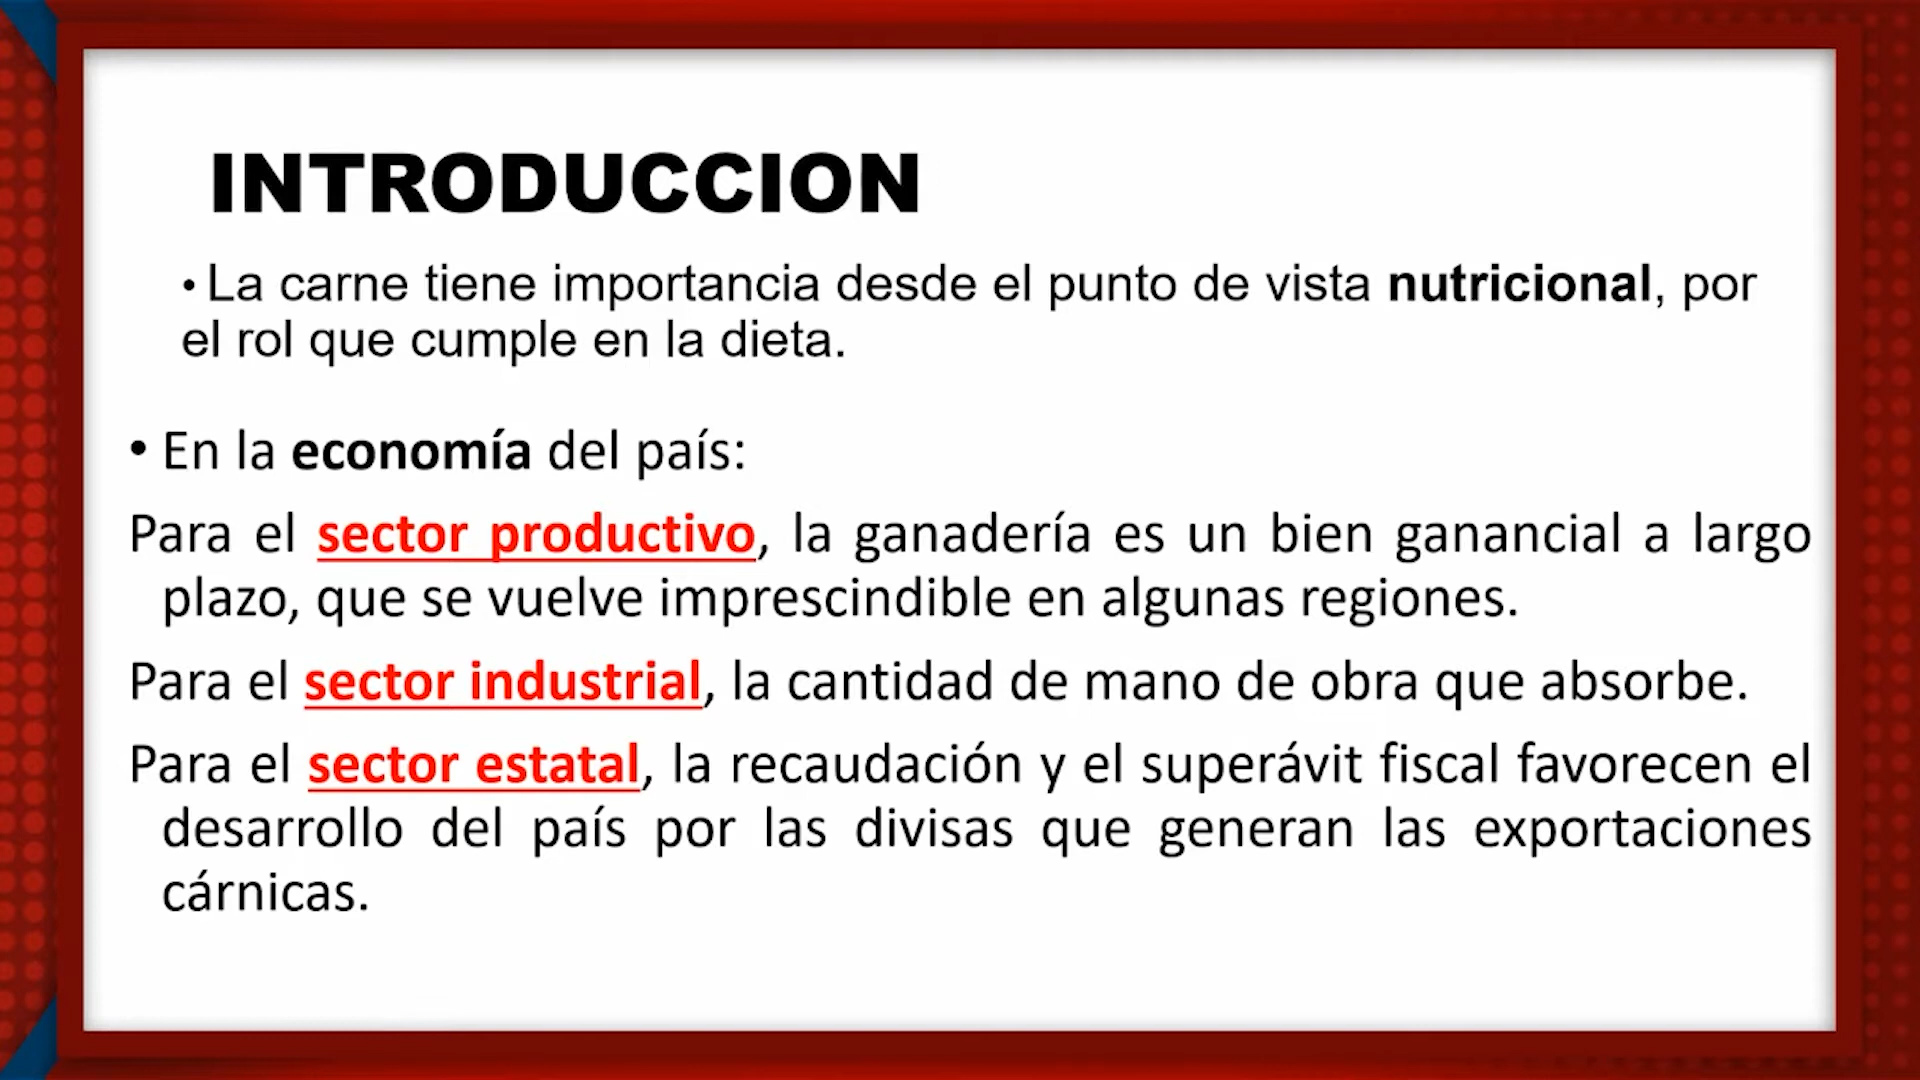 INTRODUCCION
• La carne tiene importancia desde el punto de vista nutricional, por
el rol que cumple en la dieta.
• En la economía del país:
Para el sector productivo, la ganadería es un bien ganancial a largo
plazo, que se vuelve imprescindible en algunas regiones.
Para el sector industrial, la cantidad de mano de obra que absorbe.
Para el sector estatal, la recaudación y el superávit fiscal favorecen el
desarrollo del país por las divisas que generan las exportaciones
cárnicas.